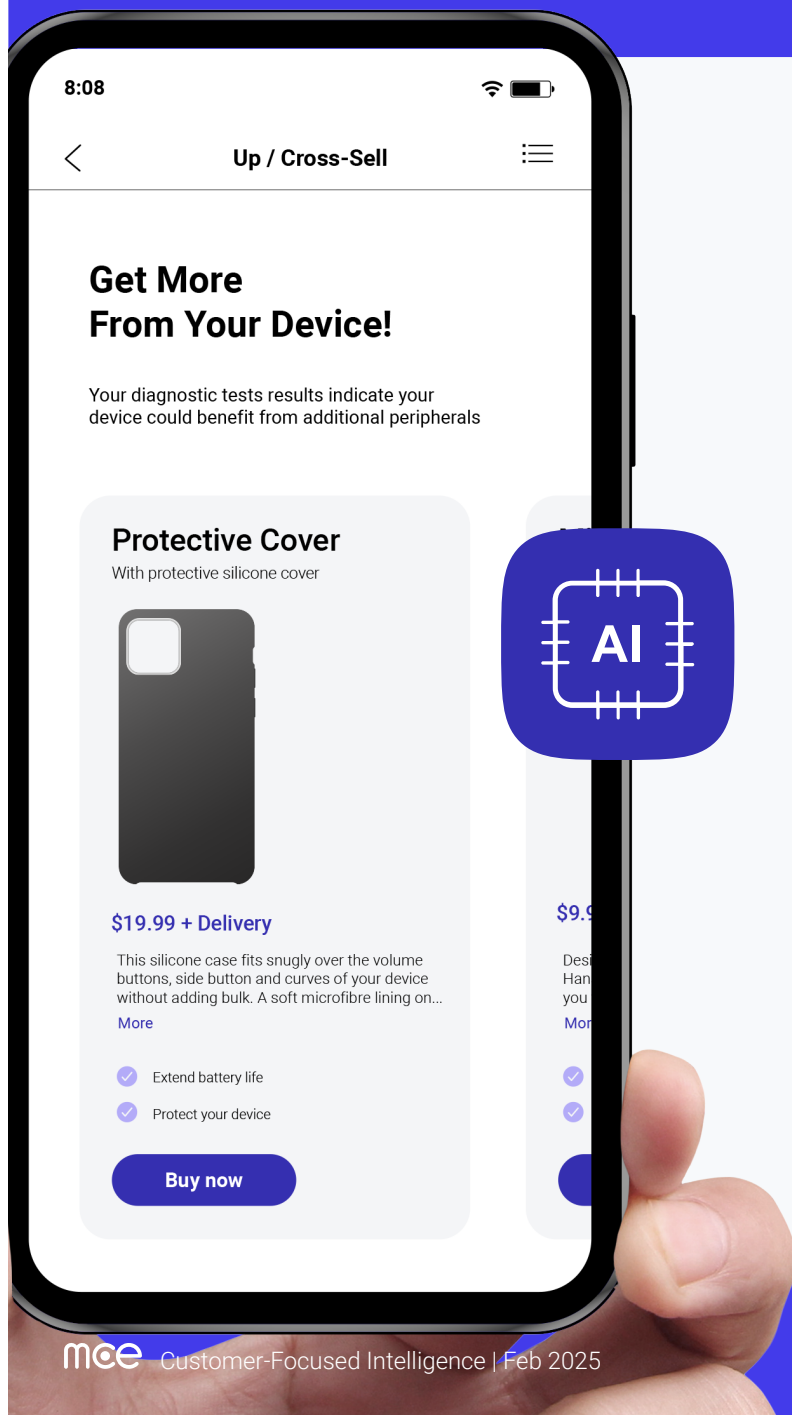 8:08
Up / Cross-Sell
Get More
From Your Device!
Your diagnostic tests results indicate your
device could benefit from additional peripherals
Protective Cover
With protective silicone cover
AI
$19.99 + Delivery
This silicone case fits snugly over the volume
buttons, side button and curves of your device
without adding bulk. A soft microfibre lining on...
More
Extend battery life
Protect your device
Buy now
$9.9
you
mce Customer-Focused Intelligence | Feb 2025